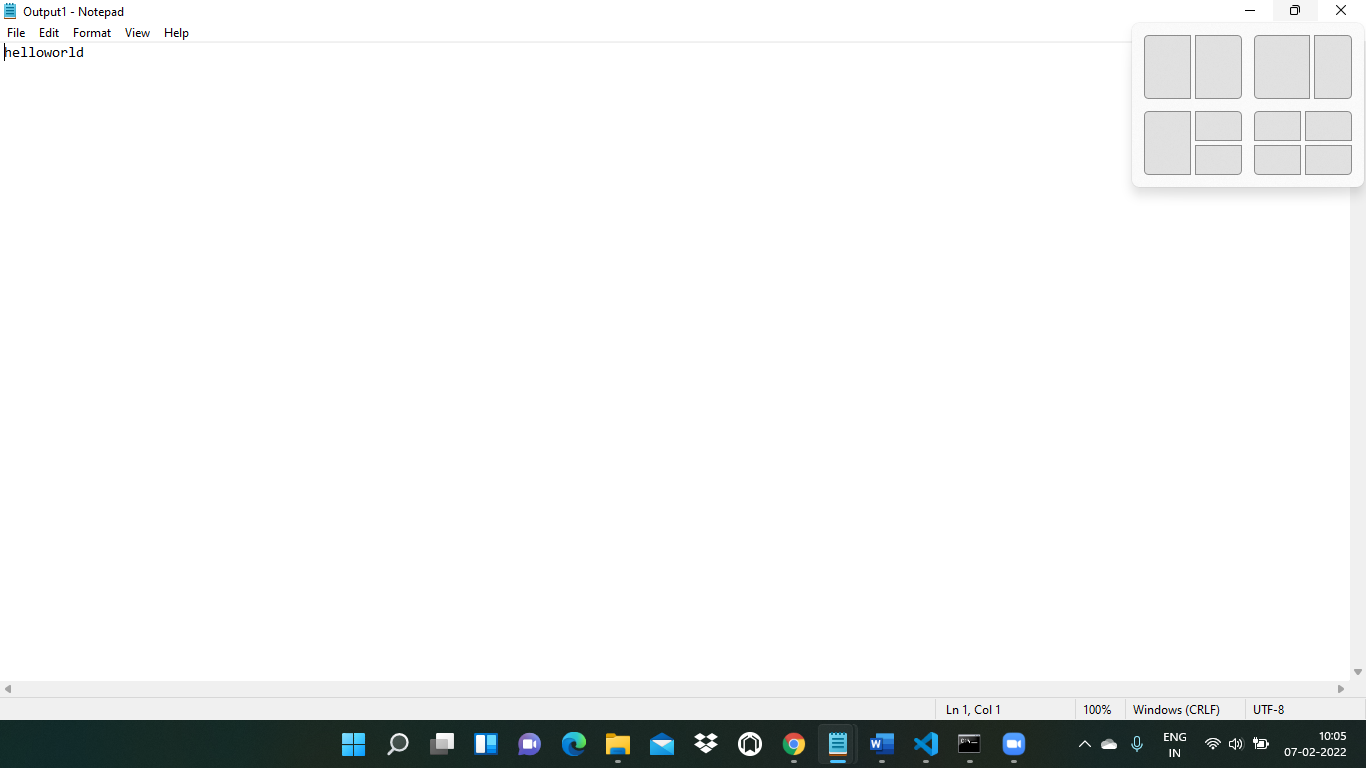 Output1 - Notepad
File Edit Format View Help
helloworld
Ln 1, Col 1 100% Windows (CRLF) UTF-8
ENG
IN
10:05
07-02-2022